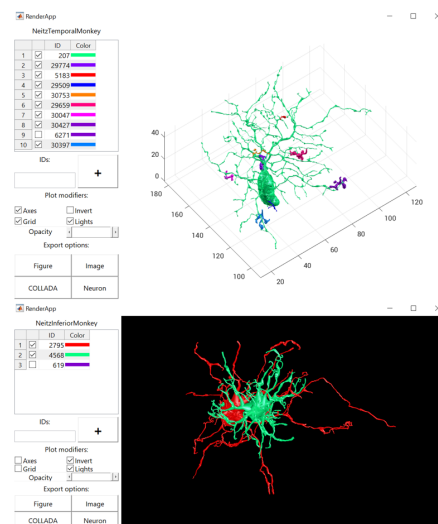 RenderApp
NeitzTemporalMonkey
ID Color
1 207
2 29774
3 5183
4 29509
5 30753
6 29659
7 30047
8 30427
9 6271
10 30397
IDs:
+
Plot modifiers:
Axes Invert
Grid Lights
Opacity
Export options:
Figure Image
COLLADA Neuron
40
20
0
180
160
140
120
100
20
40
60
80
100
120
RenderApp
NeitzInferiorMonkey
ID Color
1 2795
2 4568
3 619
IDs:
+
Plot modifiers:
Axes Invert
Grid Lights
Opacity
Export options:
Figure Image
COLLADA Neuron